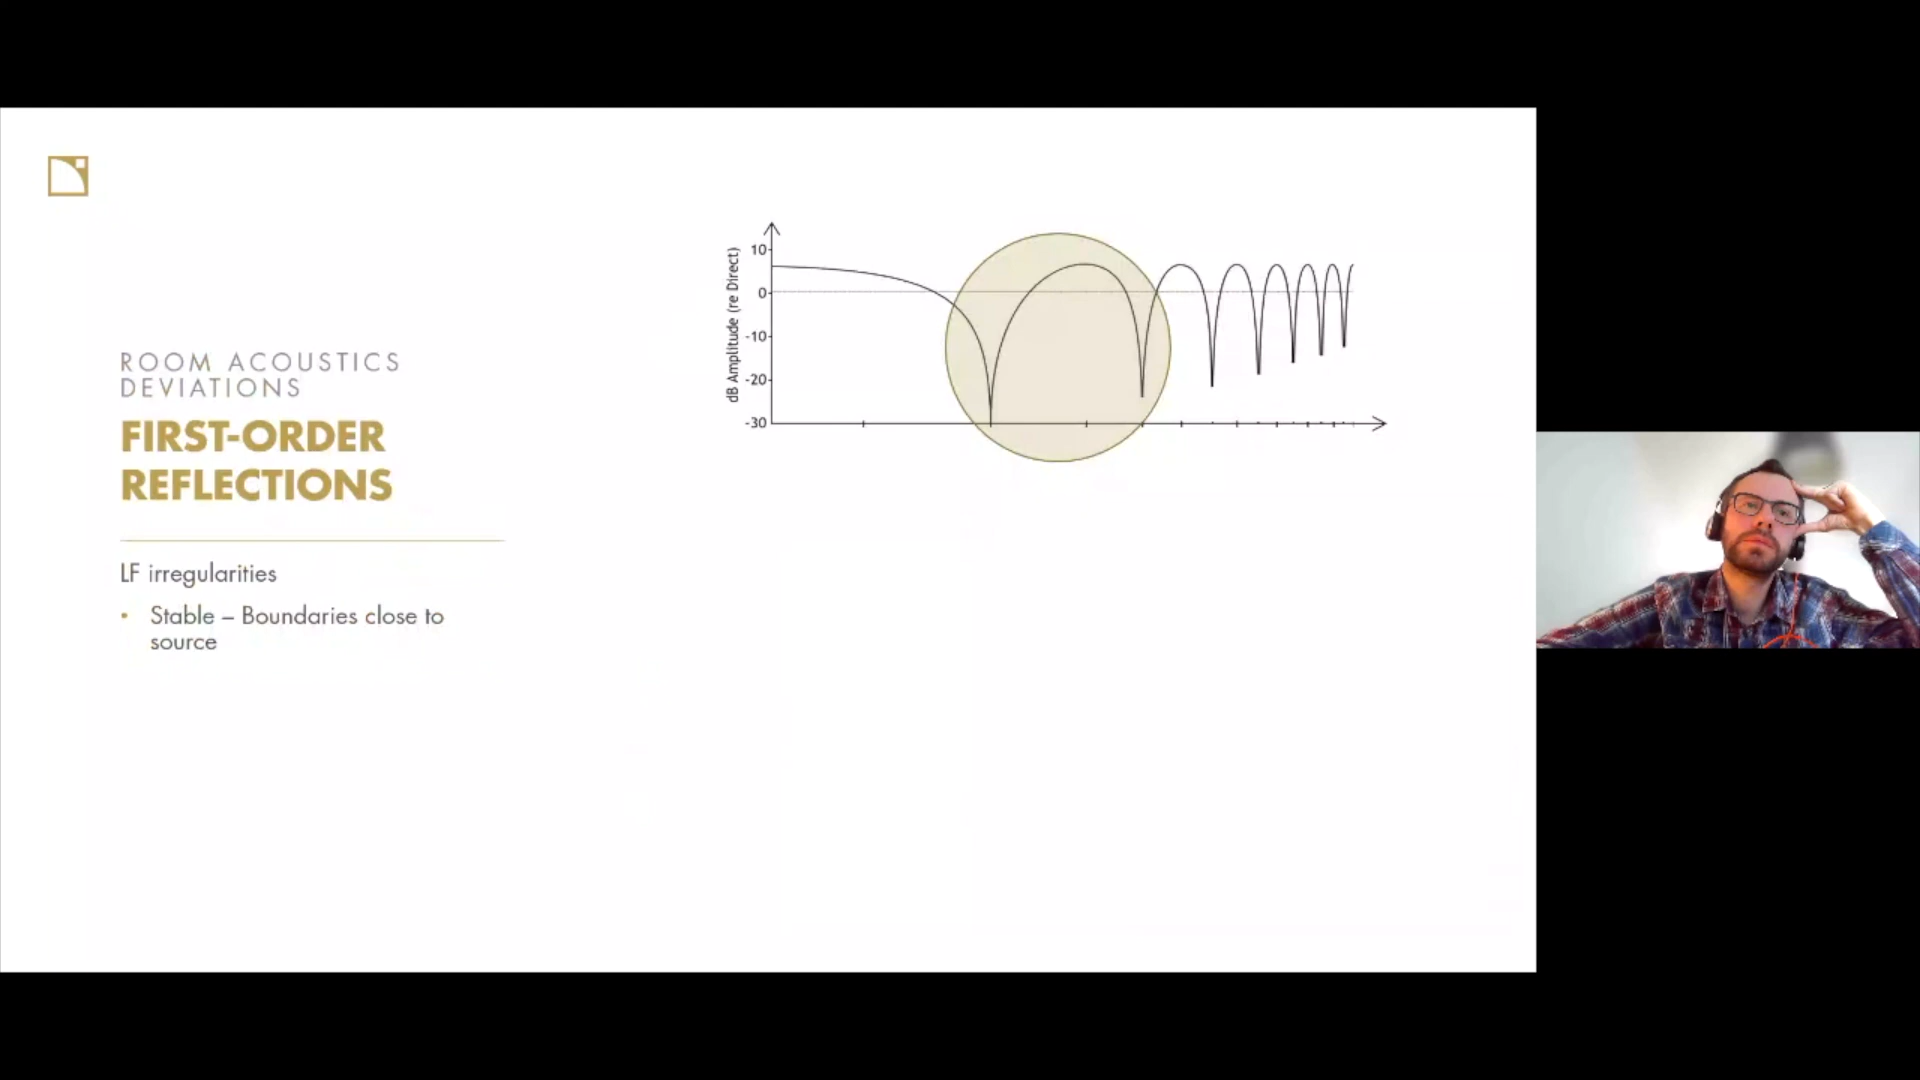 ROOM ACOUSTICS
DEVIATIONS
FIRST-ORDER
REFLECTIONS
LF irregularities
• Stable – Boundaries close to
source
dB Amplitude (re Direct)
10
0
-10
-20
-30